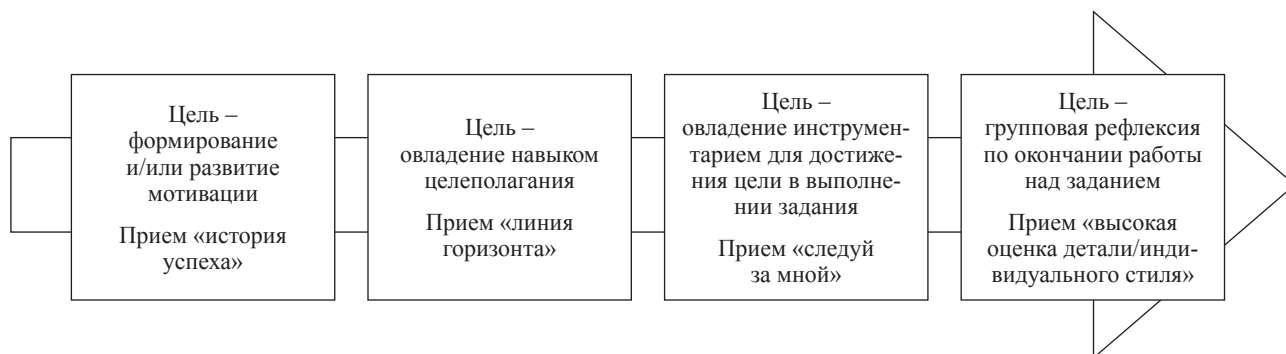 Цель –
формирование
и/или развитие
мотивации
Прием «история
успеха»
Цель –
овладение навыком
целеполагания
Прием «линия
горизонта»
Цель –
овладение инструмен-
тарием для достиже-
ния цели в выполне-
нии задания
Прием «следуй
за мной»
Цель –
групповая рефлексия
по окончании работы
над заданием
Прием «высокая
оценка детали/инди-
видуального стиля»